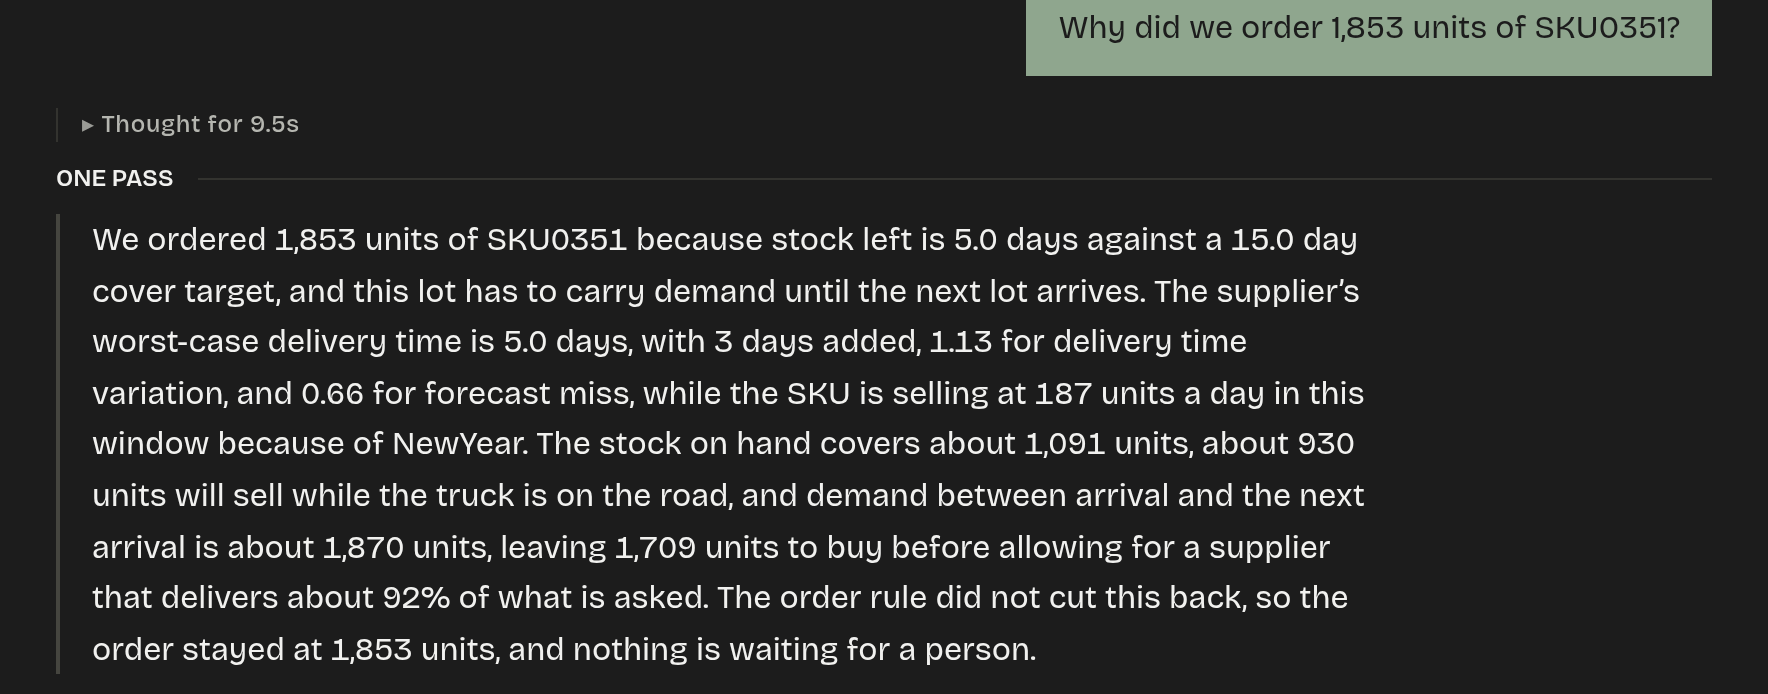 Why did we order 1,853 units of SKU0351?
▸ Thought for 9.5s
ONE PASS
We ordered 1,853 units of SKU0351 because stock left is 5.0 days against a 15.0 day
cover target, and this lot has to carry demand until the next lot arrives. The supplier’s
worst-case delivery time is 5.0 days, with 3 days added, 1.13 for delivery time
variation, and 0.66 for forecast miss, while the SKU is selling at 187 units a day in this
window because of NewYear. The stock on hand covers about 1,091 units, about 930
units will sell while the truck is on the road, and demand between arrival and the next
arrival is about 1,870 units, leaving 1,709 units to buy before allowing for a supplier
that delivers about 92% of what is asked. The order rule did not cut this back, so the
order stayed at 1,853 units, and nothing is waiting for a person.